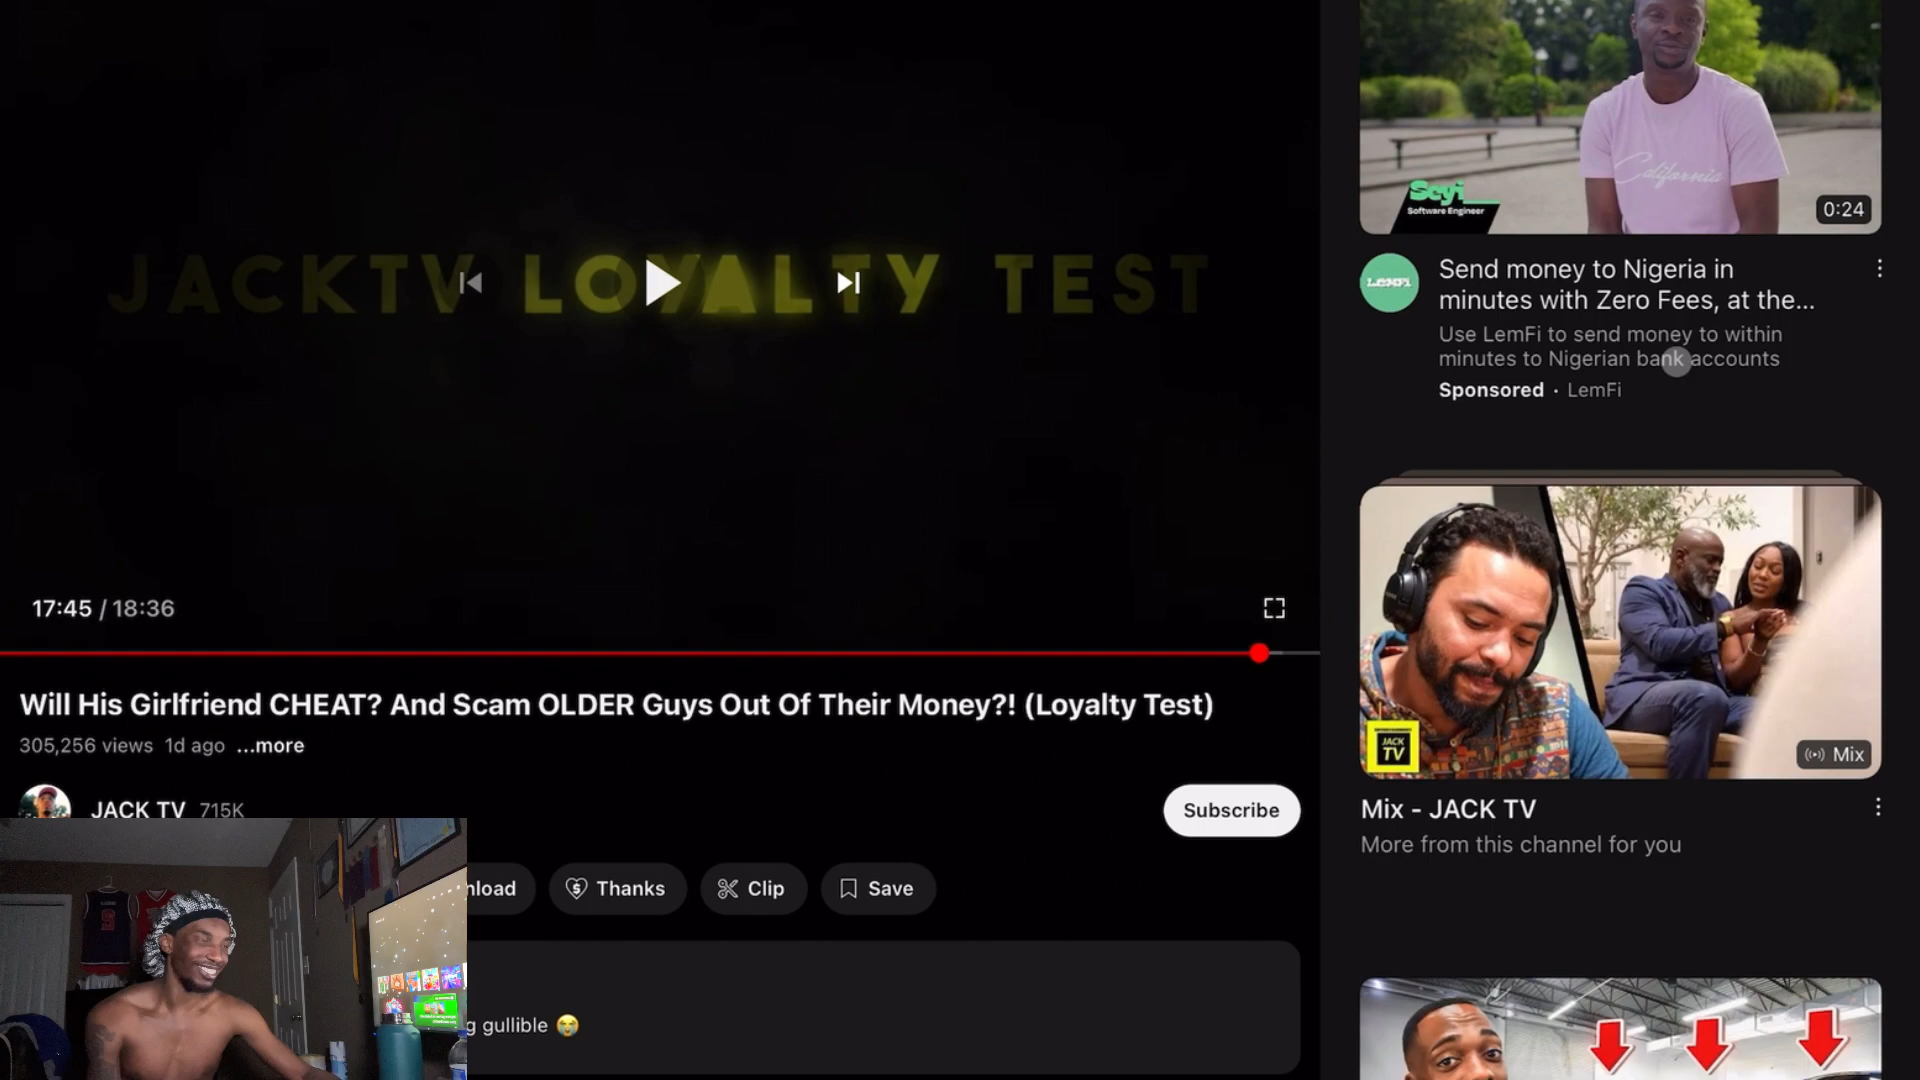 JACKTV LOYALTY TEST
17:45 / 18:36
Will His Girlfriend CHEAT? And Scam OLDER Guys Out Of Their Money?! (Loyalty Test)
305,256 views 1d ago ...more
JACK TV 715K
Subscribe
nload
Thanks
Clip
Save
g gullible 😭
Seyi
Software Engineer
California
0:24
LemFi
Send money to Nigeria in
minutes with Zero Fees, at the...
Use LemFi to send money to within
minutes to Nigerian bank accounts
Sponsored · LemFi
JACK
TV
Mix
Mix - JACK TV
More from this channel for you